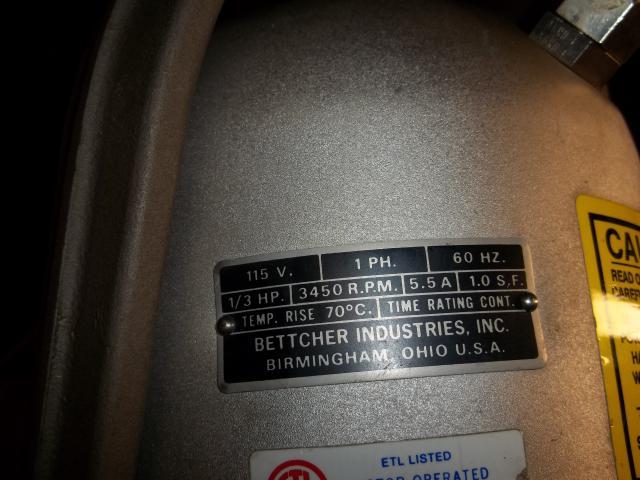 115 V. 1 PH. 60 HZ.
1/3 HP. 3450 R.P.M. 5.5 A 1.0 S.F.
TEMP. RISE 70°C. TIME RATING CONT.
BETTCHER INDUSTRIES, INC.
BIRMINGHAM, OHIO U.S.A.
READ
ETL LISTED
OPERATED